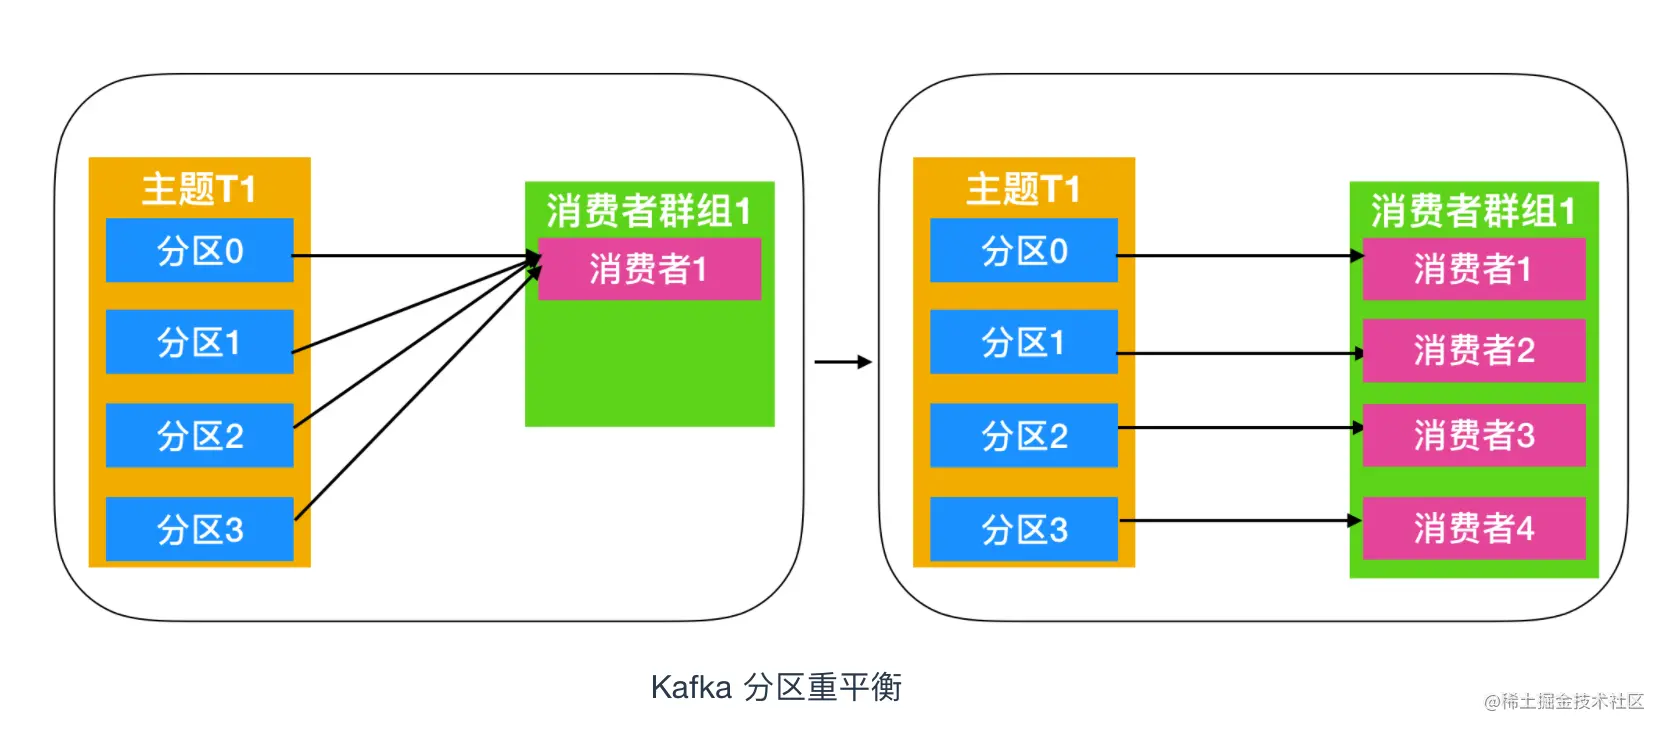 主题T1
分区0
分区1
分区2
分区3
消费者群组1
消费者1
主题T1
分区0
分区1
分区2
分区3
消费者群组1
消费者1
消费者2
消费者3
消费者4
Kafka 分区重平衡
@稀土掘金技术社区